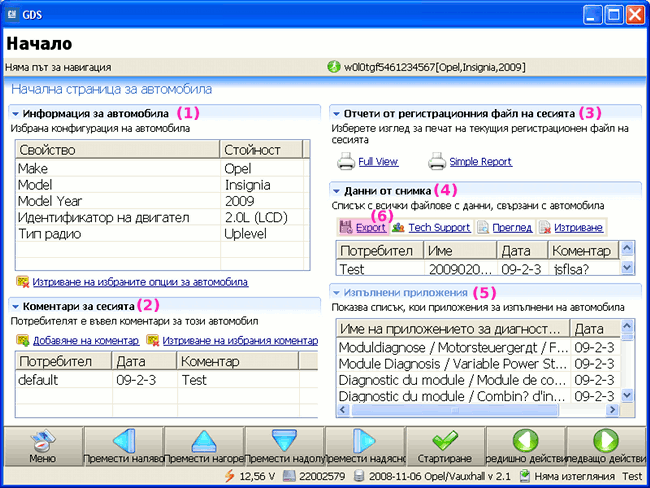 GDS
Начало
Няма път за навигация
w0l0tgf5461234567[Opel,Insignia,2009]
Начална страница за автомобила
Информация за автомобила (1)
Избрана конфигурация на автомобила
Свойство Стойност
Make Opel
Model Insignia
Model Year 2009
Идентификатор на двигател 2.0L (LCD)
Тип радио Uplevel
Изтриване на избраните опции за автомобила
Коментари за сесията (2)
Потребителят е въвел коментари за този автомобил
Добавяне на коментар Изтриване на избрания коментар
Потребител Дата Коментар
default 09-2-3 Test
Отчети от регистрационния файл на сесията (3)
Изберете изглед за печат на текущия регистрационен файл на
сесията
Full View Simple Report
Данни от снимка (4)
Списък с всички файлове с данни, свързани с автомобила
(6)
Export Tech Support Преглед Изтриване
Потребител Име Дата Коментар
Test 2009020... 09-2-3 jsflsa?
Изпълнени приложения (5)
Показва списък, кои приложения за изпълнени на автомобила
Име на приложението за диагност... Дата
Moduldiagnose / Motorsteuergердt / F... 09-2-3
Module Diagnosis / Variable Power St... 09-2-3
Diagnostic du module / Module de co... 09-2-3
Diagnostic du module / Combin? d'in... 09-2-3
Меню
Премести наляво
Премести нагоре
Премести надолу
Премести надясно
Стартиране
редишно действи
ледващо действи
12,56 V 22002579 2008-11-06 Opel/Vauxhall v 2.1 Няма изтегляния Test